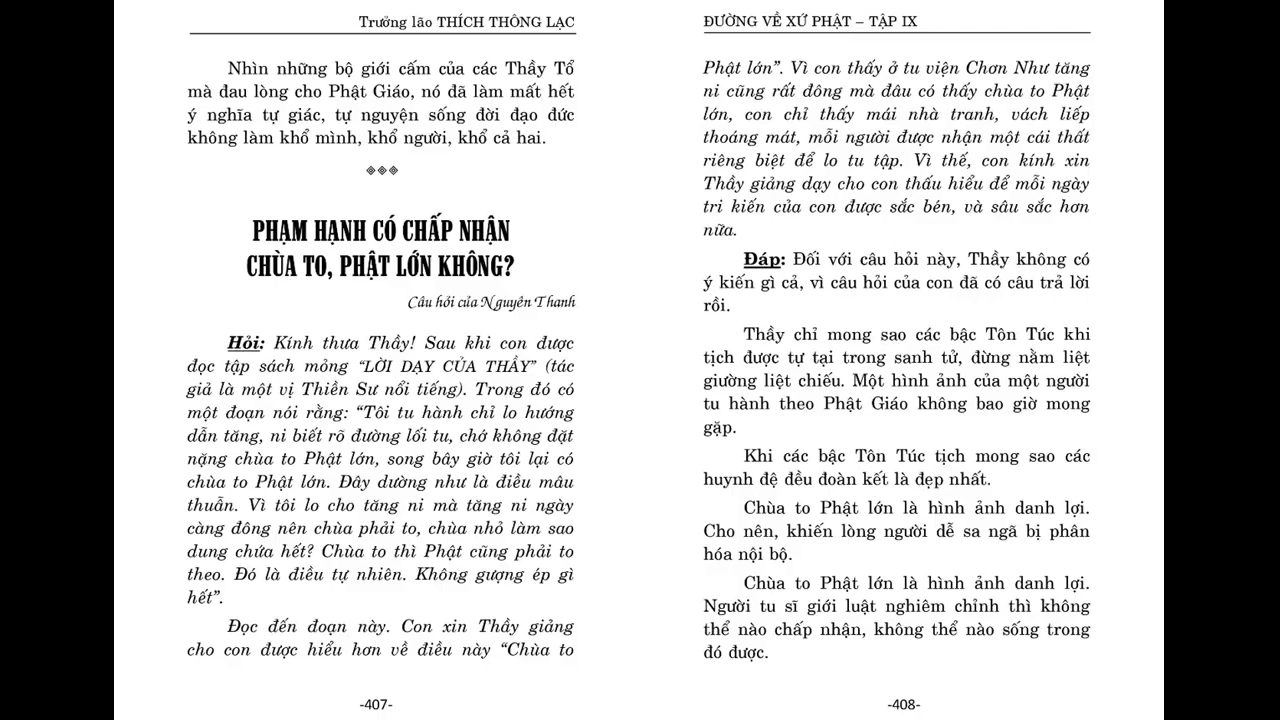 Trưởng lão THÍCH THÔNG LẠC
Nhìn những bộ giới cấm của các Thầy Tổ
mà đau lòng cho Phật Giáo, nó đã làm mất hết
ý nghĩa tự giác, tự nguyện sống đời đạo đức
không làm khổ mình, khổ người, khổ cả hai.
PHẠM HẠNH CÓ CHẤP NHẬN
CHÙA TO, PHẬT LỚN KHÔNG?
Câu hỏi của Nguyên Thanh
Hỏi: Kính thưa Thầy! Sau khi con được
đọc tập sách mỏng “LỜI DẠY CỦA THẦY” (tác
giả là một vị Thiền Sư nổi tiếng). Trong đó có
một đoạn nói rằng: “Tôi tu hành chỉ lo hướng
dẫn tăng, ni biết rõ đường lối tu, chớ không đặt
nặng chùa to Phật lớn, song bây giờ tôi lại có
chùa to Phật lớn. Đây dường như là điều mâu
thuẫn. Vì tôi lo cho tăng ni mà tăng ni ngày
càng đông nên chùa phải to, chùa nhỏ làm sao
dung chứa hết? Chùa to thì Phật cũng phải to
theo. Đó là điều tự nhiên. Không gượng ép gì
hết”.
Đọc đến đoạn này. Con xin Thầy giảng
cho con được hiểu hơn về điều này “Chùa to
-407-
ĐƯỜNG VỀ XỨ PHẬT – TẬP IX
Phật lớn”. Vì con thấy ở tu viện Chơn Như tăng
ni cũng rất đông mà đâu có thấy chùa to Phật
lớn, con chỉ thấy mái nhà tranh, vách liếp
thoáng mát, mỗi người được nhận một cái thất
riêng biệt để lo tu tập. Vì thế, con kính xin
Thầy giảng dạy cho con thấu hiểu để mỗi ngày
tri kiến của con được sắc bén, và sâu sắc hơn
nữa.
Đáp: Đối với câu hỏi này, Thầy không có
ý kiến gì cả, vì câu hỏi của con đã có câu trả lời
rồi.
Thầy chỉ mong sao các bậc Tôn Túc khi
tịch được tự tại trong sanh tử, đừng nằm liệt
giường liệt chiếu. Một hình ảnh của một người
tu hành theo Phật Giáo không bao giờ mong
gặp.
Khi các bậc Tôn Túc tịch mong sao các
huynh đệ đều đoàn kết là đẹp nhất.
Chùa to Phật lớn là hình ảnh danh lợi.
Cho nên, khiến lòng người dễ sa ngã bị phân
hóa nội bộ.
Chùa to Phật lớn là hình ảnh danh lợi.
Người tu sĩ giới luật nghiêm chỉnh thì không
thể nào chấp nhận, không thể nào sống trong
đó được.
-408-